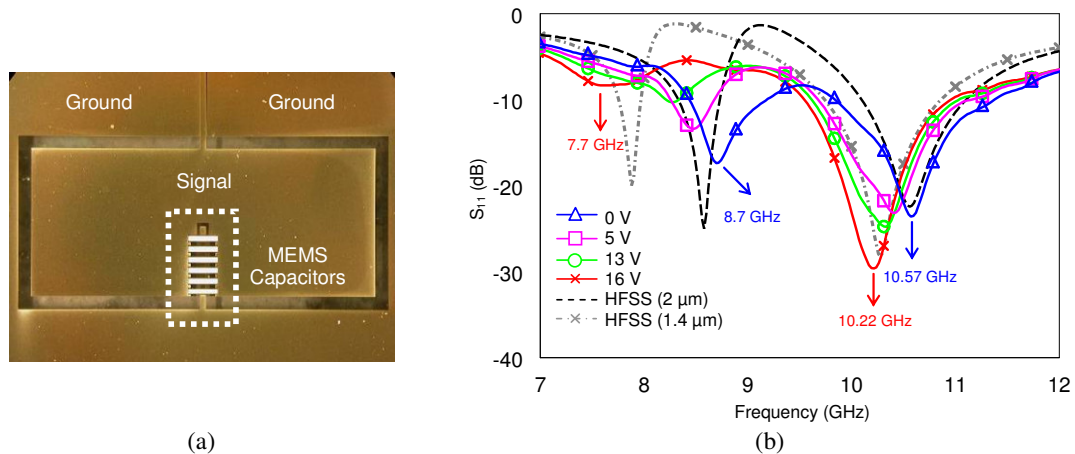 Ground
Ground
Signal
MEMS
Capacitors
(a)
0
-10
-20
-30
-40
S₁₁ (dB)
7.7 GHz
8.7 GHz
10.57 GHz
10.22 GHz
0 V
5 V
13 V
16 V
HFSS (2 μm)
HFSS (1.4 μm)
7
8
9
10
11
12
Frequency (GHz)
(b)